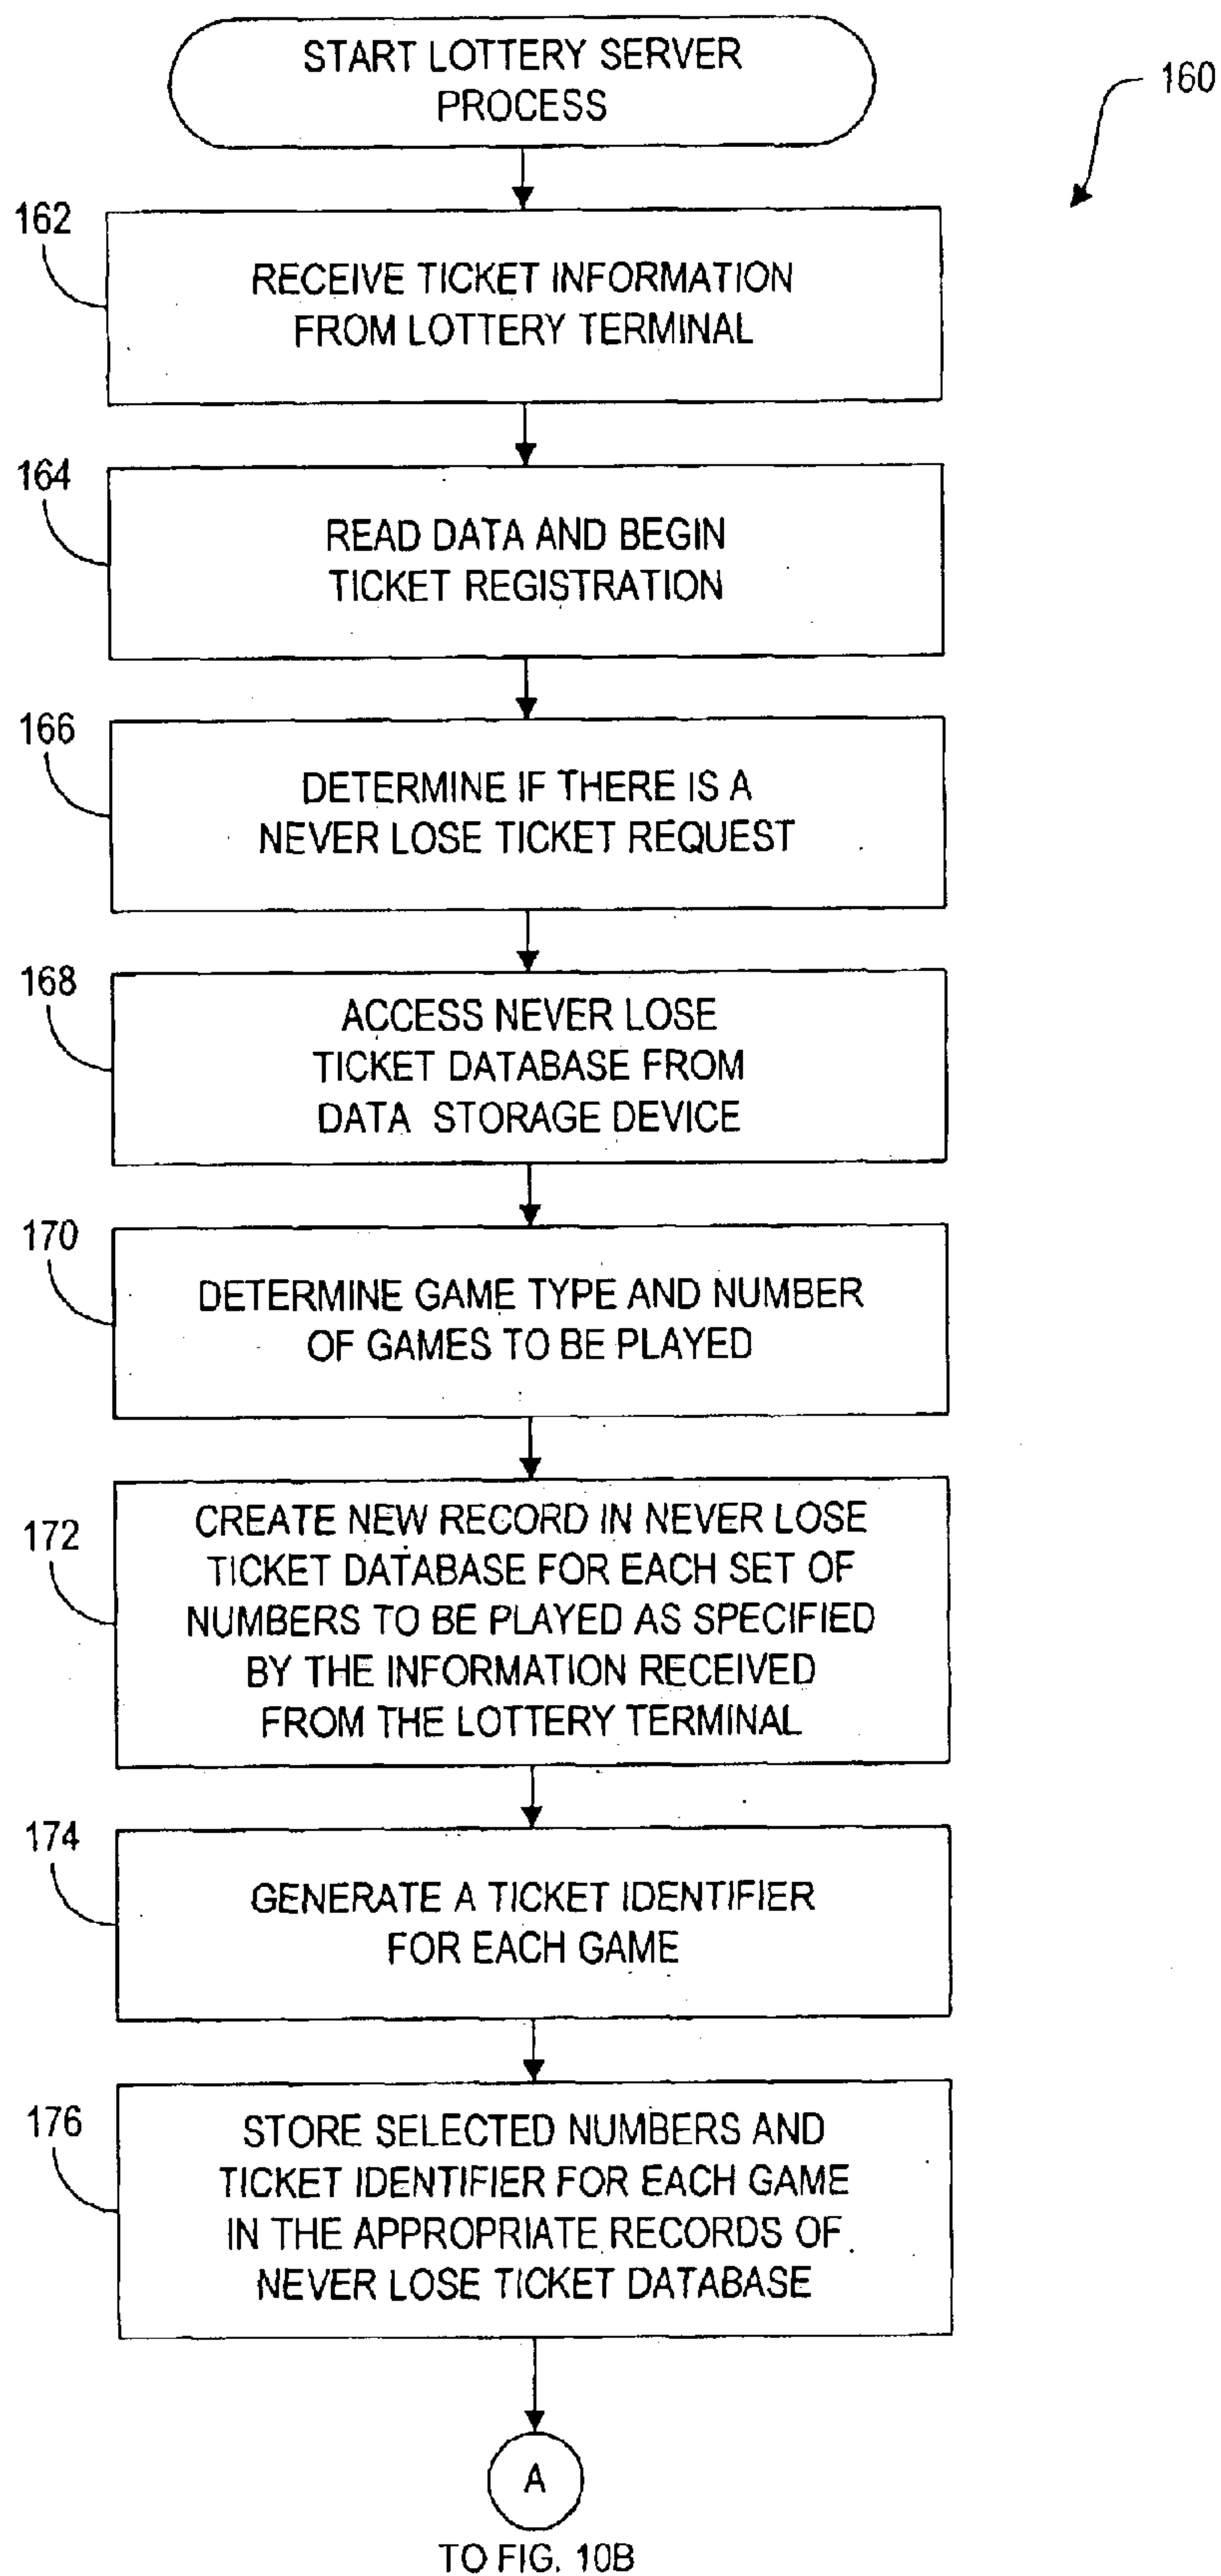 START LOTTERY SERVER
PROCESS
160
162
RECEIVE TICKET INFORMATION
FROM LOTTERY TERMINAL
164
READ DATA AND BEGIN
TICKET REGISTRATION
166
DETERMINE IF THERE IS A
NEVER LOSE TICKET REQUEST
168
ACCESS NEVER LOSE
TICKET DATABASE FROM
DATA STORAGE DEVICE
170
DETERMINE GAME TYPE AND NUMBER
OF GAMES TO BE PLAYED
172
CREATE NEW RECORD IN NEVER LOSE
TICKET DATABASE FOR EACH SET OF
NUMBERS TO BE PLAYED AS SPECIFIED
BY THE INFORMATION RECEIVED
FROM THE LOTTERY TERMINAL
174
GENERATE A TICKET IDENTIFIER
FOR EACH GAME
176
STORE SELECTED NUMBERS AND
TICKET IDENTIFIER FOR EACH GAME
IN THE APPROPRIATE RECORDS OF
NEVER LOSE TICKET DATABASE
A
TO FIG. 10B